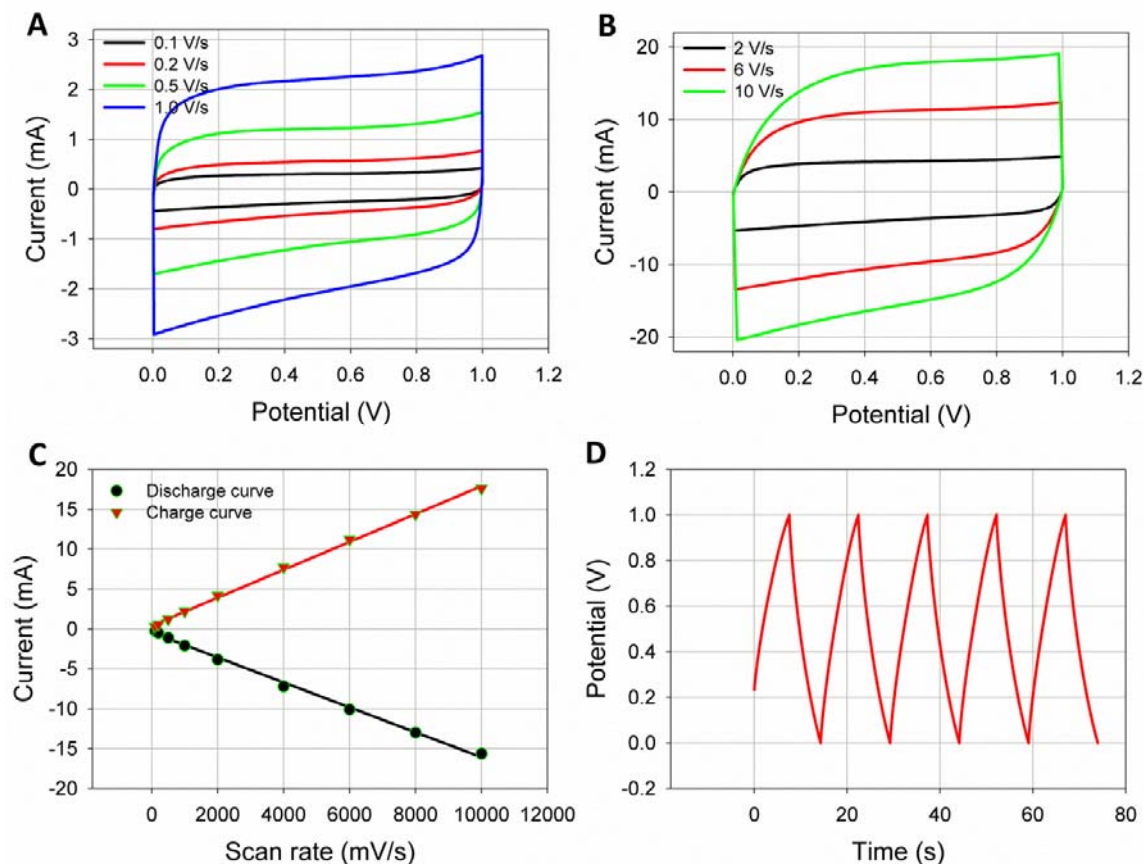 A
3
2
1
0
-1
-2
-3
Current (mA)
0.1 V/s
0.2 V/s
0.5 V/s
1.0 V/s
0.0 0.2 0.4 0.6 0.8 1.0 1.2
Potential (V)
B
20
10
0
-10
-20
Current (mA)
2 V/s
6 V/s
10 V/s
0.0 0.2 0.4 0.6 0.8 1.0 1.2
Potential (V)
C
20
15
10
5
0
-5
-10
-15
-20
Current (mA)
Discharge curve
Charge curve
0 2000 4000 6000 8000 10000 12000
Scan rate (mV/s)
D
1.2
1.0
0.8
0.6
0.4
0.2
0.0
-0.2
Potential (V)
0 20 40 60 80
Time (s)